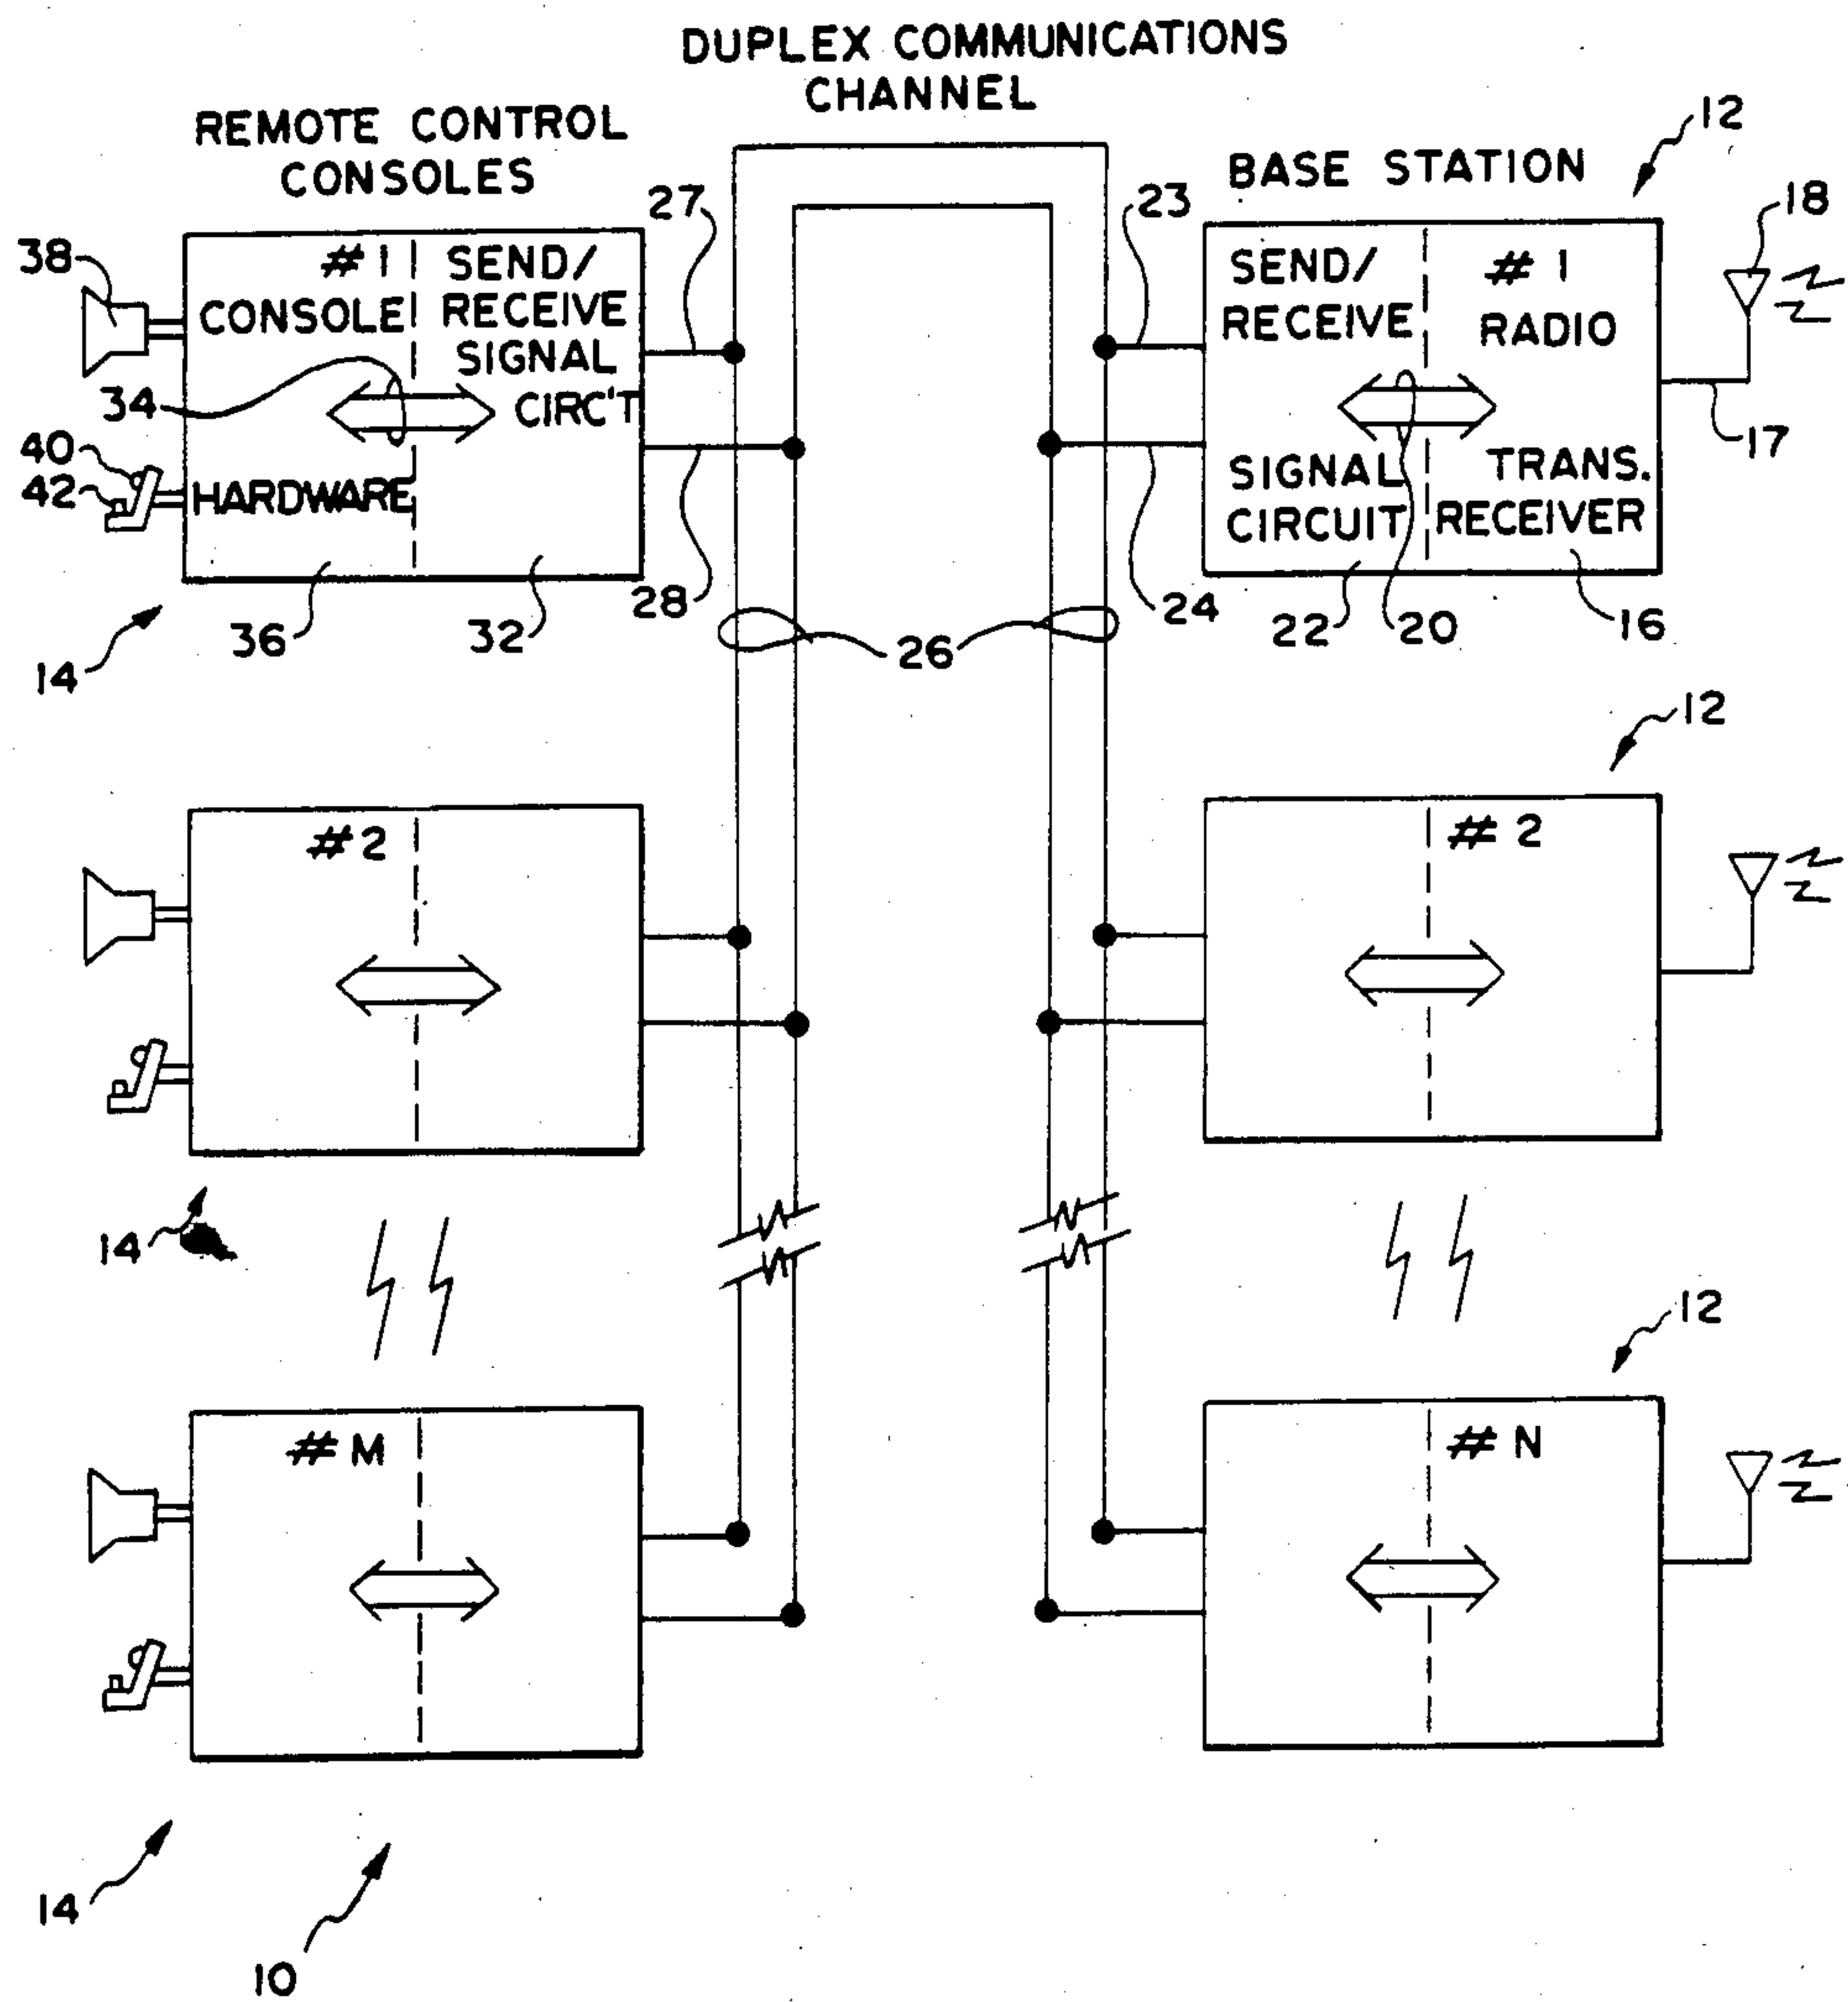 DUPLEX COMMUNICATIONS
CHANNEL
REMOTE CONTROL
CONSOLES
BASE STATION
12
27
23
18
38
#1
CONSOLE
HARDWARE
SEND/
RECEIVE
SIGNAL
CIRC'T
SEND/
RECEIVE
SIGNAL
CIRCUIT
#1
RADIO
TRANS.
RECEIVER
34
40
42
17
28
24
36
32
26
22
20
16
14
12
#2
#2
14
12
#M
#N
14
10